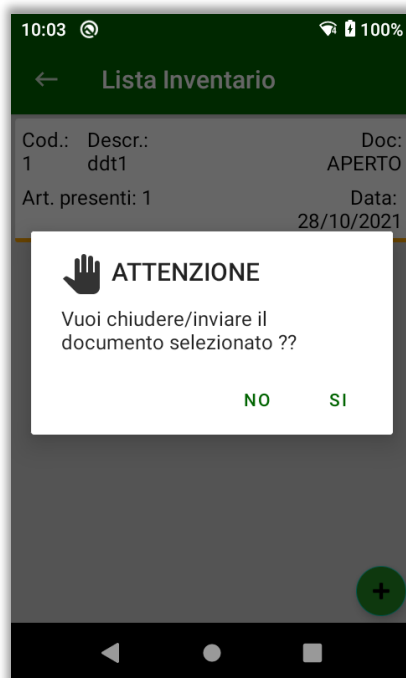 10:03 100%
Lista Inventario
Cod.: Descr.: Doc:
1 ddt1 APERTO
Art. presenti: 1 Data:
28/10/2021
ATTENZIONE
Vuoi chiudere/inviare il
documento selezionato ??
NO SI
+